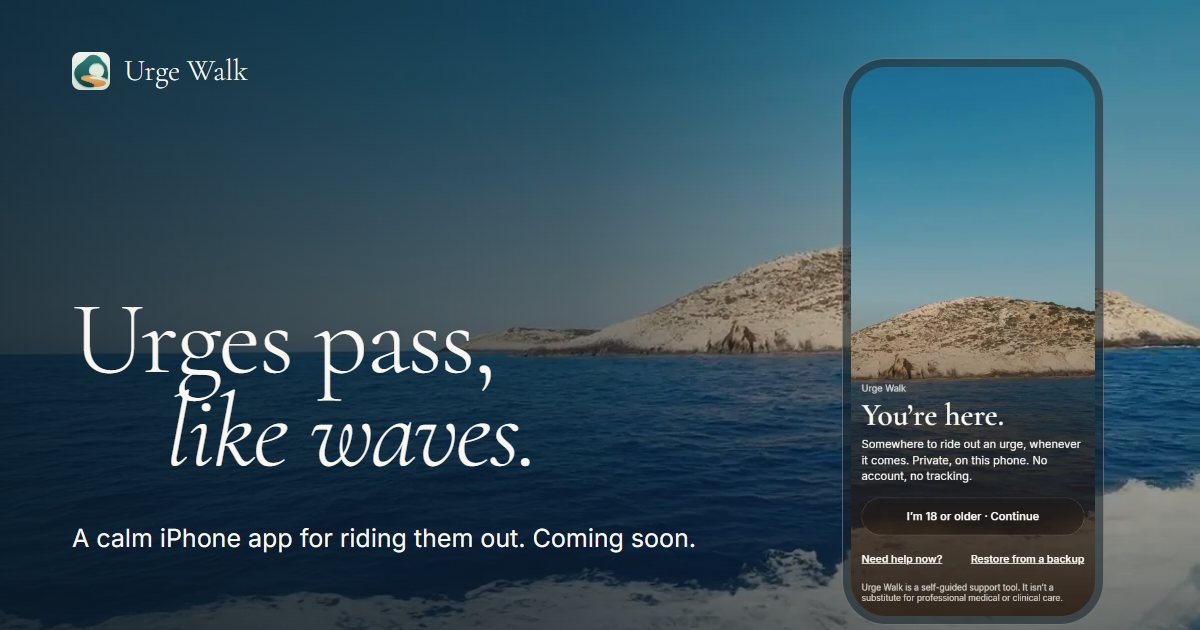 Urge Walk
Urges pass,
like waves.
A calm iPhone app for riding them out. Coming soon.
Urge Walk
You’re here.
Somewhere to ride out an urge, whenever
it comes. Private, on this phone. No
account, no tracking.
I’m 18 or older · Continue
Need help now? Restore from a backup
Urge Walk is a self-guided support tool. It isn’t a
substitute for professional medical or clinical care.